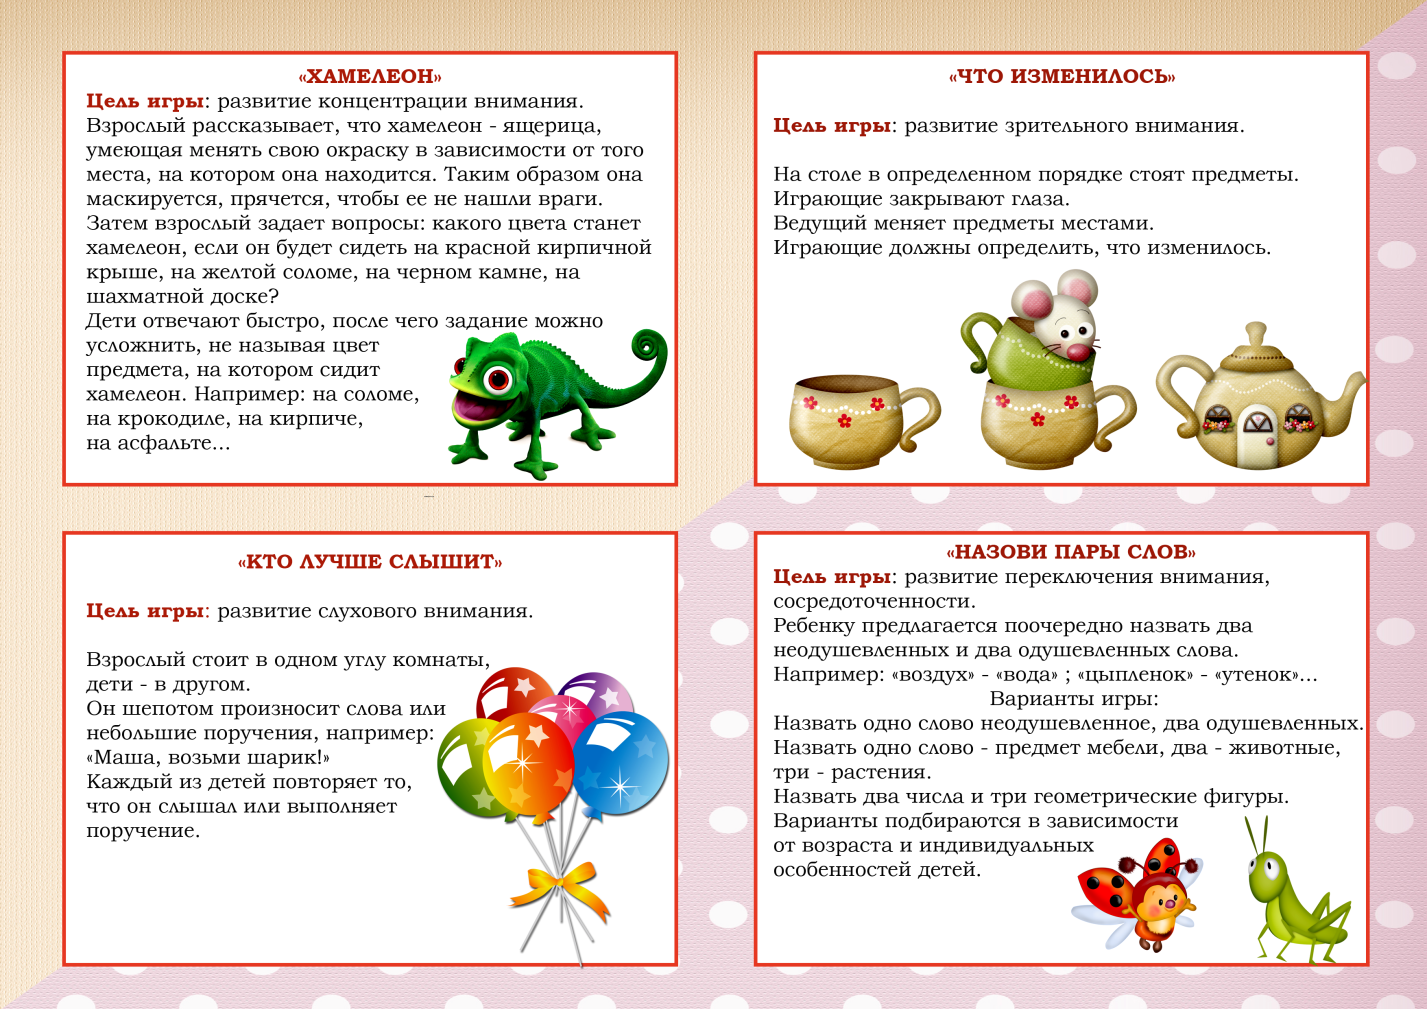 «ХАМЕЛЕОН»
Цель игры: развитие концентрации внимания.
Взрослый рассказывает, что хамелеон - ящерица,
умеющая менять свою окраску в зависимости от того
места, на котором она находится. Таким образом она
маскируется, прячется, чтобы ее не нашли враги.
Затем взрослый задает вопросы: какого цвета станет
хамелеон, если он будет сидеть на красной кирпичной
крыше, на желтой соломе, на черном камне, на
шахматной доске?
Дети отвечают быстро, после чего задание можно
усложнить, не называя цвет
предмета, на котором сидит
хамелеон. Например: на соломе,
на крокодиле, на кирпиче,
на асфальте...
«ЧТО ИЗМЕНИЛОСЬ»
Цель игры: развитие зрительного внимания.
На столе в определенном порядке стоят предметы.
Играющие закрывают глаза.
Ведущий меняет предметы местами.
Играющие должны определить, что изменилось.
«КТО ЛУЧШЕ СЛЫШИТ»
Цель игры: развитие слухового внимания.
Взрослый стоит в одном углу комнаты,
дети - в другом.
Он шепотом произносит слова или
небольшие поручения, например:
«Маша, возьми шарик!»
Каждый из детей повторяет то,
что он слышал или выполняет
поручение.
«НАЗОВИ ПАРЫ СЛОВ»
Цель игры: развитие переключения внимания,
сосредоточенности.
Ребенку предлагается поочередно назвать два
неодушевленных и два одушевленных слова.
Например: «воздух» - «вода» ; «цыпленок» - «утенок»...
Варианты игры:
Назвать одно слово неодушевленное, два одушевленных.
Назвать одно слово - предмет мебели, два - животные,
три - растения.
Назвать два числа и три геометрические фигуры.
Варианты подбираются в зависимости
от возраста и индивидуальных
особенностей детей.